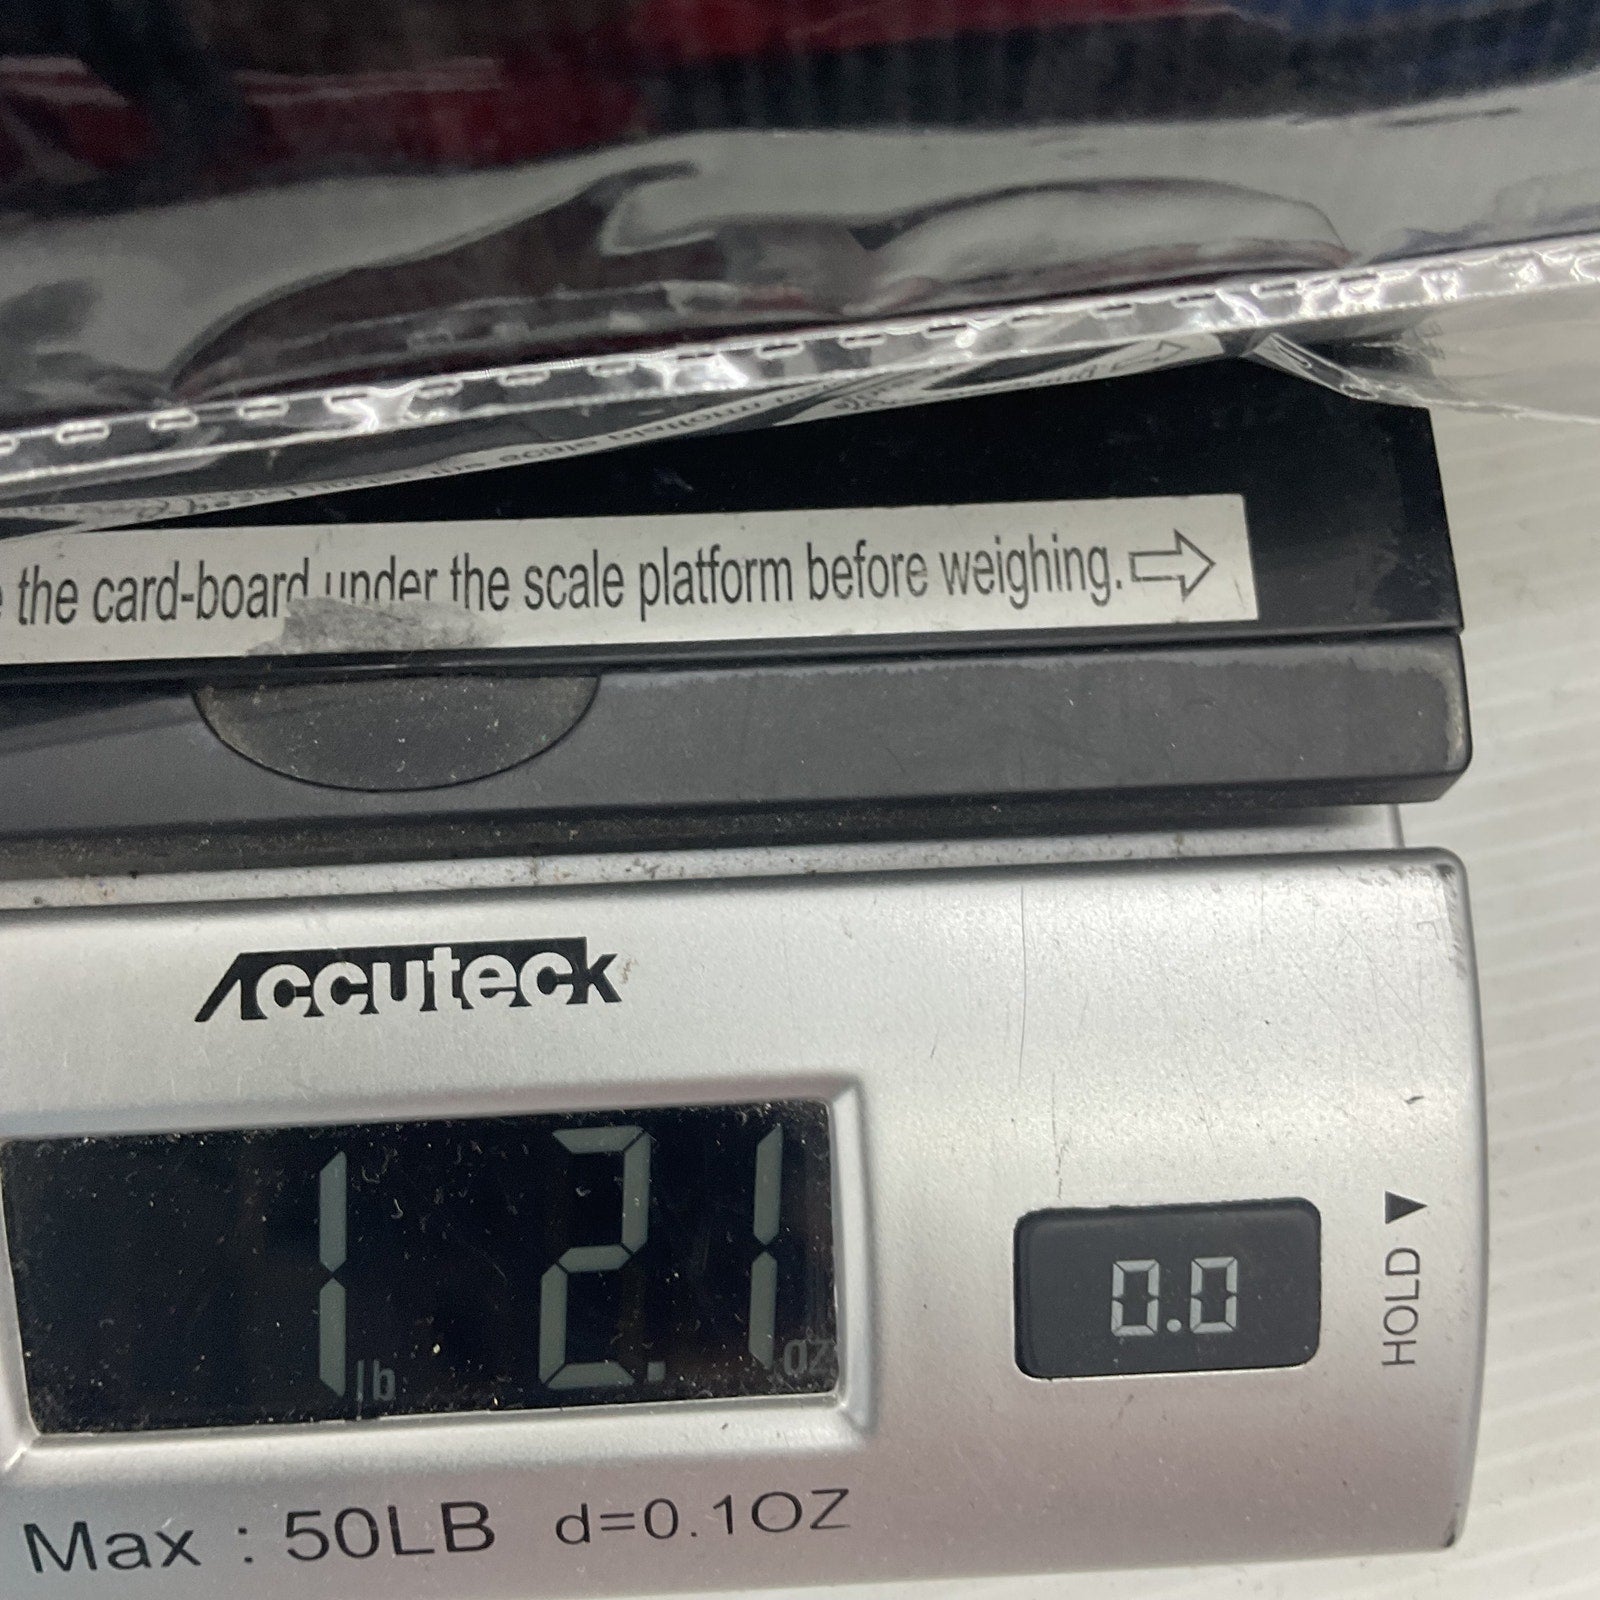 the card-board under the scale platform before weighing.
Accuteck
1 lb 2.1 oz
0.0
HOLD
Max : 50LB d=0.1OZ